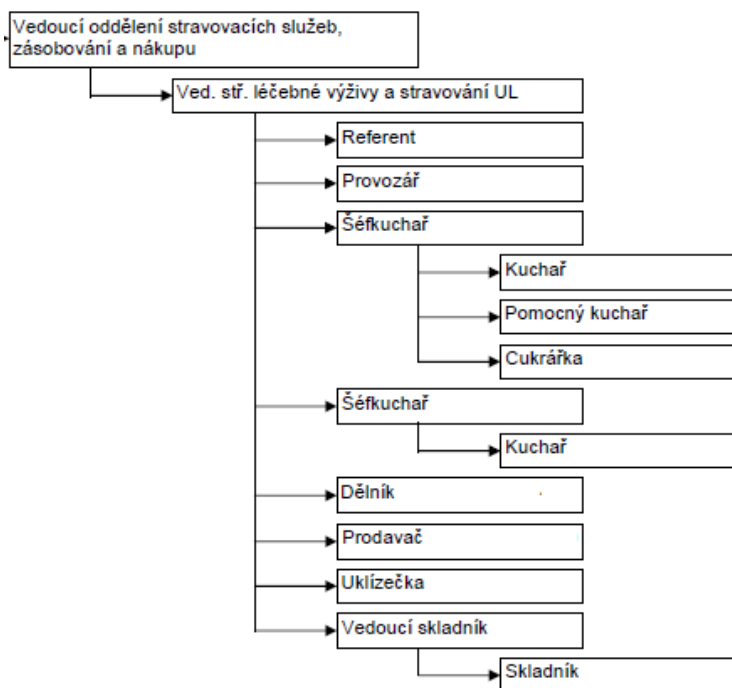 Vedoucí oddělení stravovacích služeb,
zásobování a nákupu
Ved. stř. léčebné výživy a stravování UL
Referent
Provozář
Šéfkuchař
Kuchař
Pomocný kuchař
Cukrářka
Šéfkuchař
Kuchař
Dělník
Prodavač
Uklízečka
Vedoucí skladník
Skladník